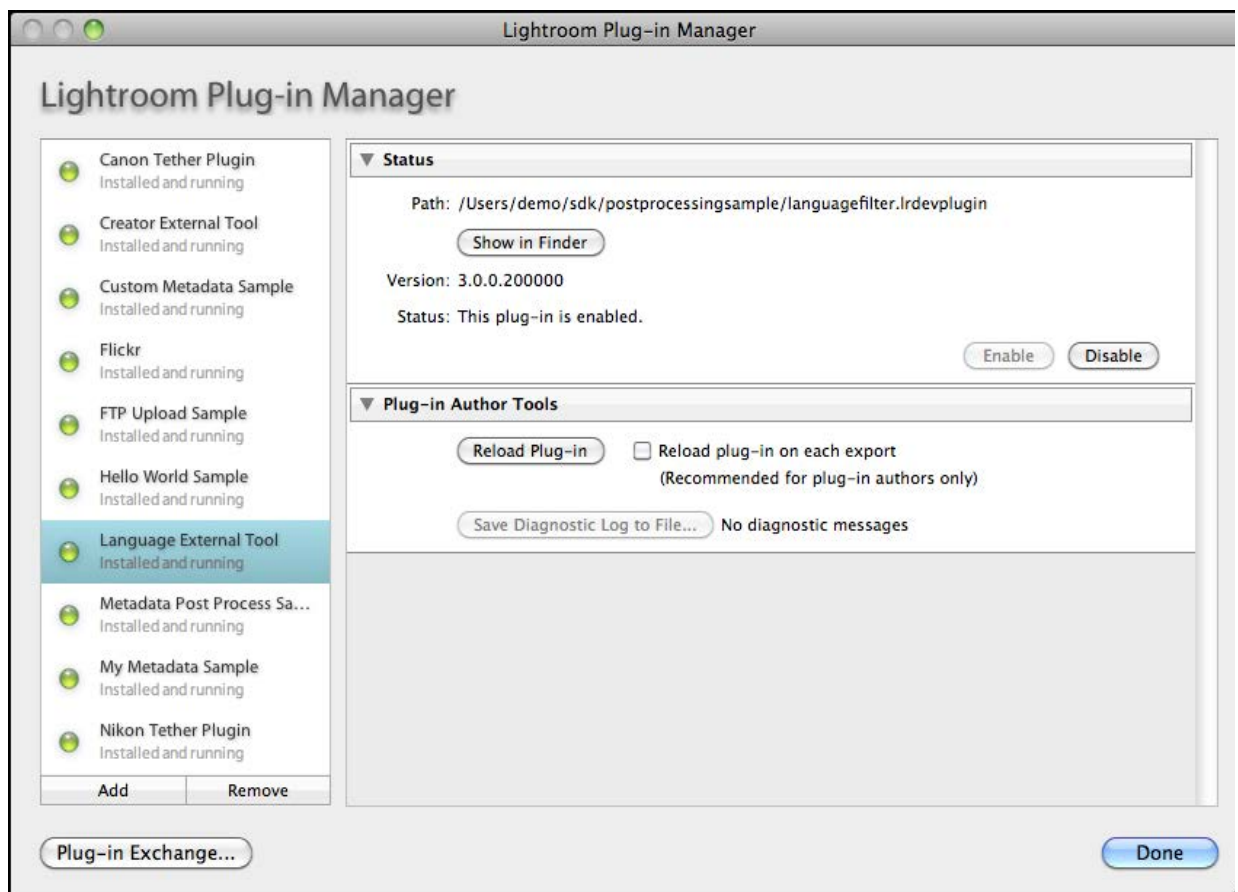 Lightroom Plug-in Manager
Lightroom Plug-in Manager
Canon Tether Plugin
Installed and running
Creator External Tool
Installed and running
Custom Metadata Sample
Installed and running
Flickr
Installed and running
FTP Upload Sample
Installed and running
Hello World Sample
Installed and running
Language External Tool
Installed and running
Metadata Post Process Sa...
Installed and running
My Metadata Sample
Installed and running
Nikon Tether Plugin
Installed and running
Add Remove
Status
Path: /Users/demo/sdk/postprocessingsample/languagefilter.lrdevplugin
Show in Finder
Version: 3.0.0.200000
Status: This plug-in is enabled.
Enable Disable
Plug-in Author Tools
Reload Plug-in Reload plug-in on each export
(Recommended for plug-in authors only)
Save Diagnostic Log to File... No diagnostic messages
Plug-in Exchange... Done